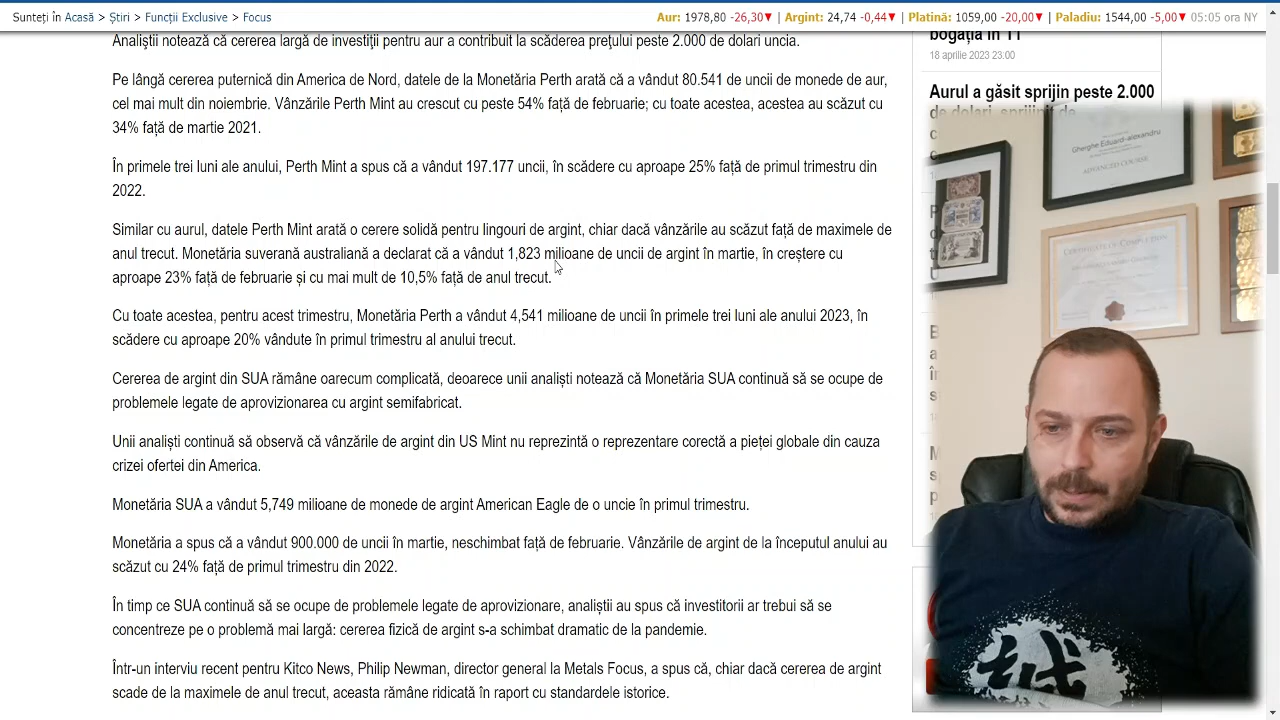 Sunteți în Acasă > Știri > Funcții Exclusive > Focus
Aur: 1978,80 -26,30▼ | Argint: 24,74 -0,44▼ | Platină: 1059,00 -20,00▼ | Paladiu: 1544,00 -5,00▼ 05:05 ora NY
Analiștii notează că cererea largă de investiții pentru aur a contribuit la scăderea prețului peste 2.000 de dolari uncia.
Pe lângă cererea puternică din America de Nord, datele de la Monetăria Perth arată că a vândut 80.541 de uncii de monede de aur,
cel mai mult din noiembrie. Vânzările Perth Mint au crescut cu peste 54% față de februarie; cu toate acestea, acestea au scăzut cu
34% față de martie 2021.
În primele trei luni ale anului, Perth Mint a spus că a vândut 197.177 uncii, în scădere cu aproape 25% față de primul trimestru din
2022.
Similar cu aurul, datele Perth Mint arată o cerere solidă pentru lingouri de argint, chiar dacă vânzările au scăzut față de maximele de
anul trecut. Monetăria suverană australiană a declarat că a vândut 1,823 milioane de uncii de argint în martie, în creștere cu
aproape 23% față de februarie și cu mai mult de 10,5% față de anul trecut.
Cu toate acestea, pentru acest trimestru, Monetăria Perth a vândut 4,541 milioane de uncii în primele trei luni ale anului 2023, în
scădere cu aproape 20% vândute în primul trimestru al anului trecut.
Cererea de argint din SUA rămâne oarecum complicată, deoarece unii analiști notează că Monetăria SUA continuă să se ocupe de
problemele legate de aprovizionarea cu argint semifabricat.
Unii analiști continuă să observă că vânzările de argint din US Mint nu reprezintă o reprezentare corectă a pieței globale din cauza
crizei ofertei din America.
Monetăria SUA a vândut 5,749 milioane de monede de argint American Eagle de o uncie în primul trimestru.
Monetăria a spus că a vândut 900.000 de uncii în martie, neschimbat față de februarie. Vânzările de argint de la începutul anului au
scăzut cu 24% față de primul trimestru din 2022.
În timp ce SUA continuă să se ocupe de problemele legate de aprovizionare, analiștii au spus că investitorii ar trebui să se
concentreze pe o problemă mai largă: cererea fizică de argint s-a schimbat dramatic de la pandemie.
Într-un interviu recent pentru Kitco News, Philip Newman, director general la Metals Focus, a spus că, chiar dacă cererea de argint
scade de la maximele de anul trecut, aceasta rămâne ridicată în raport cu standardele istorice.
bogăția în 11
18 aprilie 2023 23:00
Aurul a găsit sprijin peste 2.000
de dolari, sprijinit de
Gherghe Eduard-alexandru
ADVANCED COURSE
CERTIFICATE OF COMPLETION